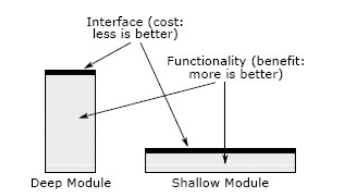 Interface (cost:
less is better)
Functionality (benefit:
more is better)
Deep Module
Shallow Module